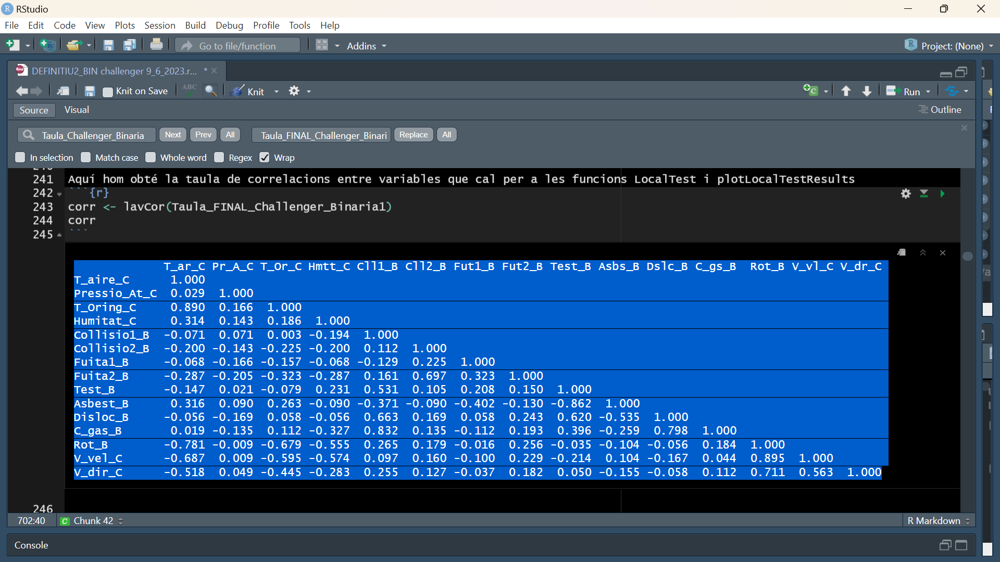 RStudio
File Edit Code View Plots Session Build Debug Profile Tools Help
Go to file/function Addins Project: (None)
DEFINITIU2_BIN challenger 9_6_2023.r... *
Knit on Save ABC Knit Run
Source Visual Outline
Taula_Challenger_Binaria Next Prev All Taula_FINAL_Challenger_Binari Replace All
In selection Match case Whole word Regex Wrap
241 Aquí hom obté la taula de correlacions entre variables que cal per a les funcions LocalTest i plotLocalTestResults
242 ```{r}
243 corr <- lavCor(Taula_FINAL_Challenger_Binaria1)
244 corr
245 ```
T_ar_C Pr_A_C T_Or_C Hmtt_C Cll1_B Cll2_B Fut1_B Fut2_B Test_B Asbs_B Dslc_B C_gs_B Rot_B V_vl_C V_dr_C
T_aire_C 1.000
Pressio_At_C 0.029 1.000
T_Oring_C 0.890 0.166 1.000
Humitat_C 0.314 0.143 0.186 1.000
Collisio1_B -0.071 0.071 0.003 -0.194 1.000
Collisio2_B -0.200 -0.143 -0.225 -0.200 0.112 1.000
Fuita1_B -0.068 -0.166 -0.157 -0.068 -0.129 0.225 1.000
Fuita2_B -0.287 -0.205 -0.323 -0.287 0.161 0.697 0.323 1.000
Test_B -0.147 0.021 -0.079 0.231 0.531 0.105 0.208 0.150 1.000
Asbest_B 0.316 0.090 0.263 -0.090 -0.371 -0.090 -0.402 -0.130 -0.862 1.000
Disloc_B -0.056 -0.169 0.058 -0.056 0.663 0.169 0.058 0.243 0.620 -0.535 1.000
C_gas_B 0.019 -0.135 0.112 -0.327 0.832 0.135 -0.112 0.193 0.396 -0.259 0.798 1.000
Rot_B -0.781 -0.009 -0.679 -0.555 0.265 0.179 -0.016 0.256 -0.035 -0.104 -0.056 0.184 1.000
V_vel_C -0.687 0.009 -0.595 -0.574 0.097 0.160 -0.100 0.229 -0.214 0.104 -0.167 0.044 0.895 1.000
V_dir_C -0.518 0.049 -0.445 -0.283 0.255 0.127 -0.037 0.182 0.050 -0.155 -0.058 0.112 0.711 0.563 1.000
246
702:40 C Chunk 42 R Markdown
Console